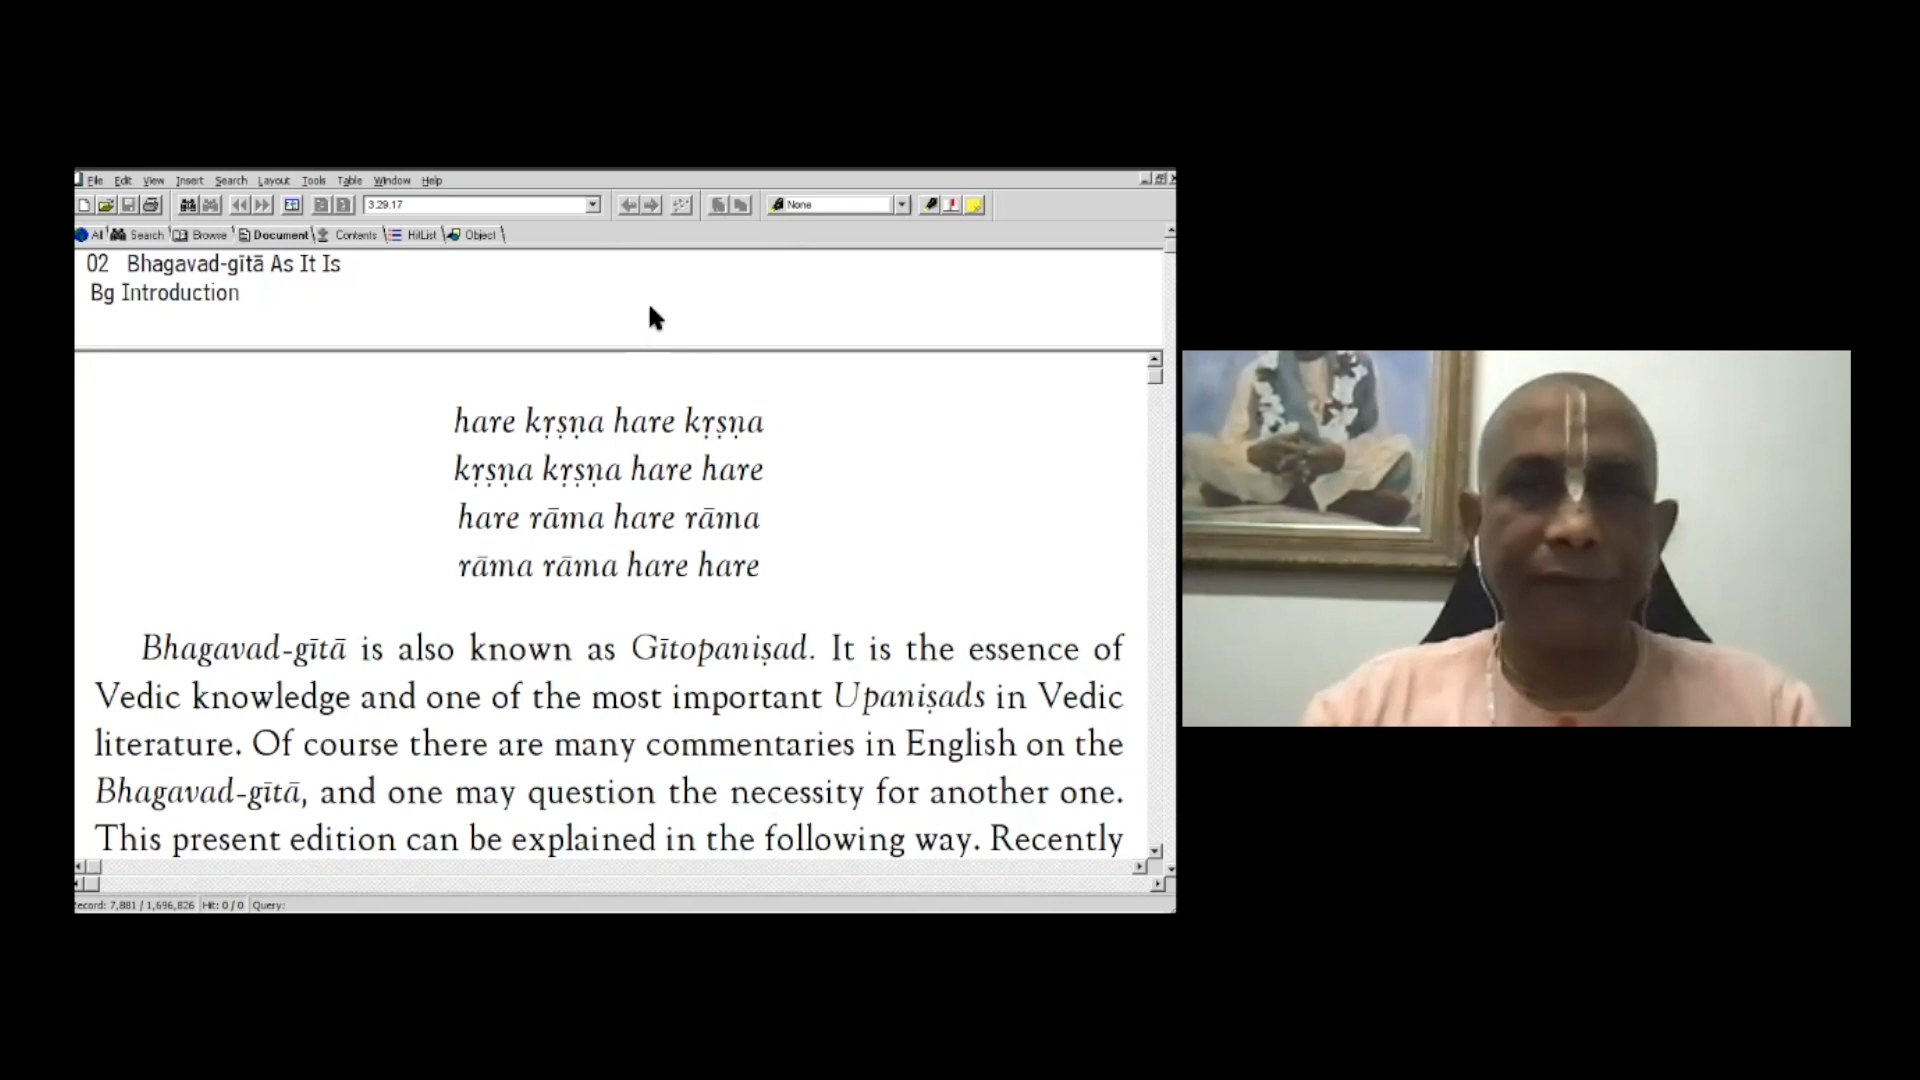 File Edit View Insert Search Layout Tools Table Window Help
3.29.17
None
All Search Browse Document Contents HitList Object
02 Bhagavad-gītā As It Is
Bg Introduction
hare kṛṣṇa hare kṛṣṇa
kṛṣṇa kṛṣṇa hare hare
hare rāma hare rāma
rāma rāma hare hare
Bhagavad-gītā is also known as Gītopaniṣad. It is the essence of
Vedic knowledge and one of the most important Upaniṣads in Vedic
literature. Of course there are many commentaries in English on the
Bhagavad-gītā, and one may question the necessity for another one.
This present edition can be explained in the following way. Recently
ecord: 7,881 / 1,696,826 Hit: 0 / 0 Query: